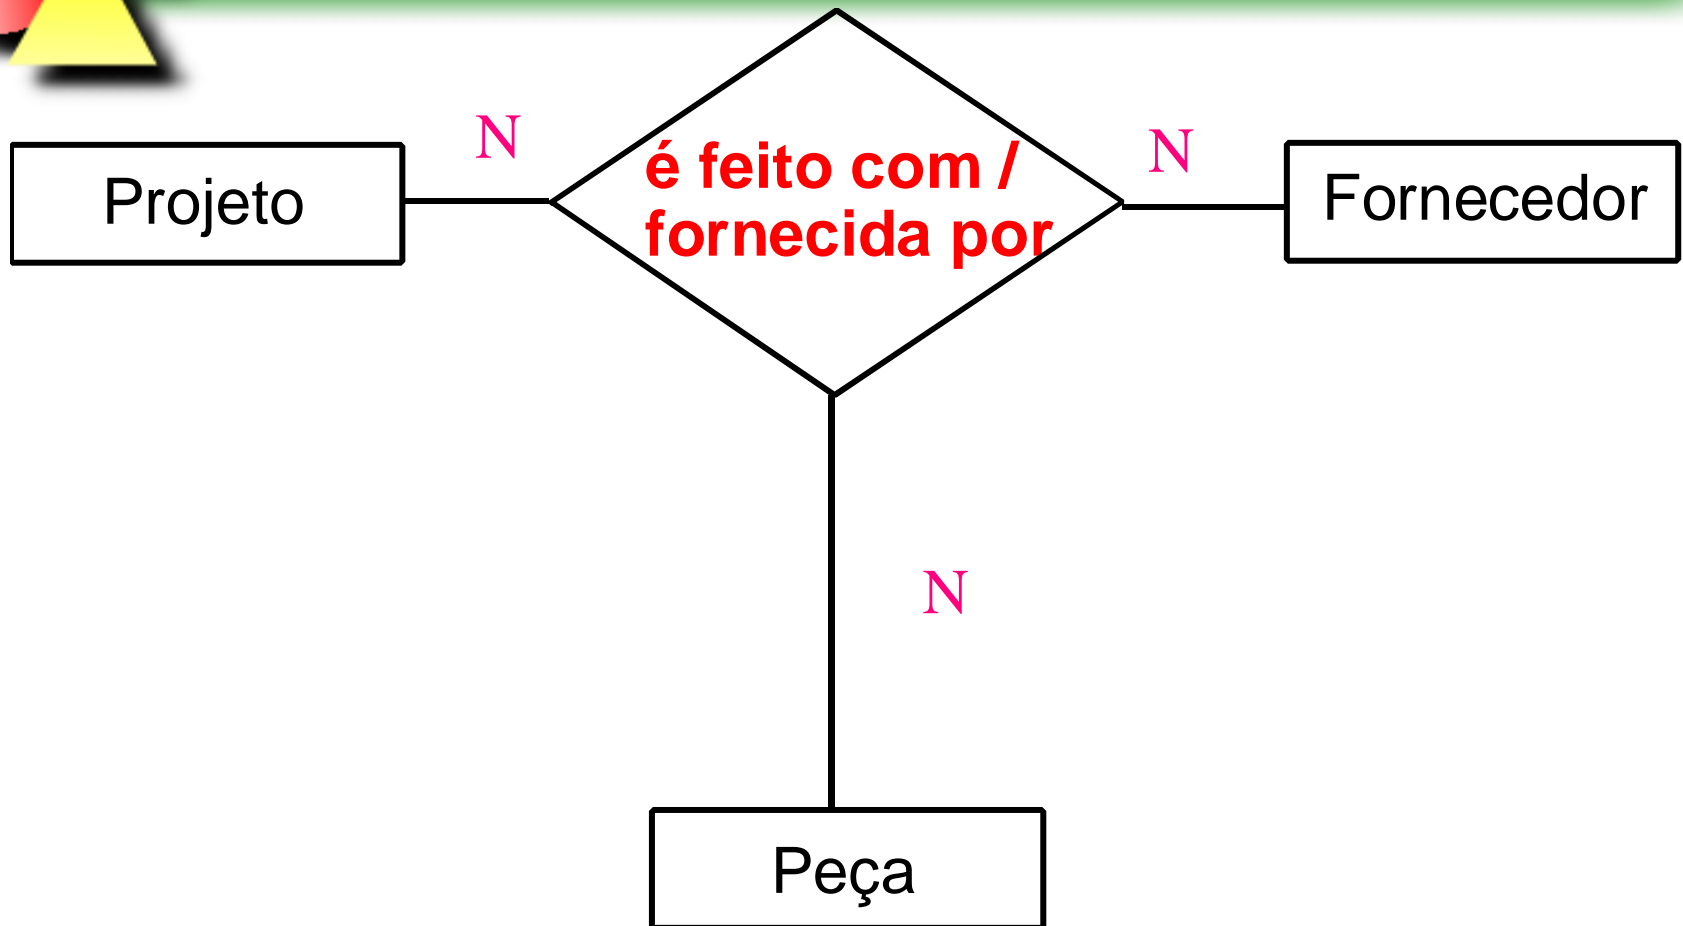 N
N
Projeto
é feito com /
fornecida por
Fornecedor
N
Peça